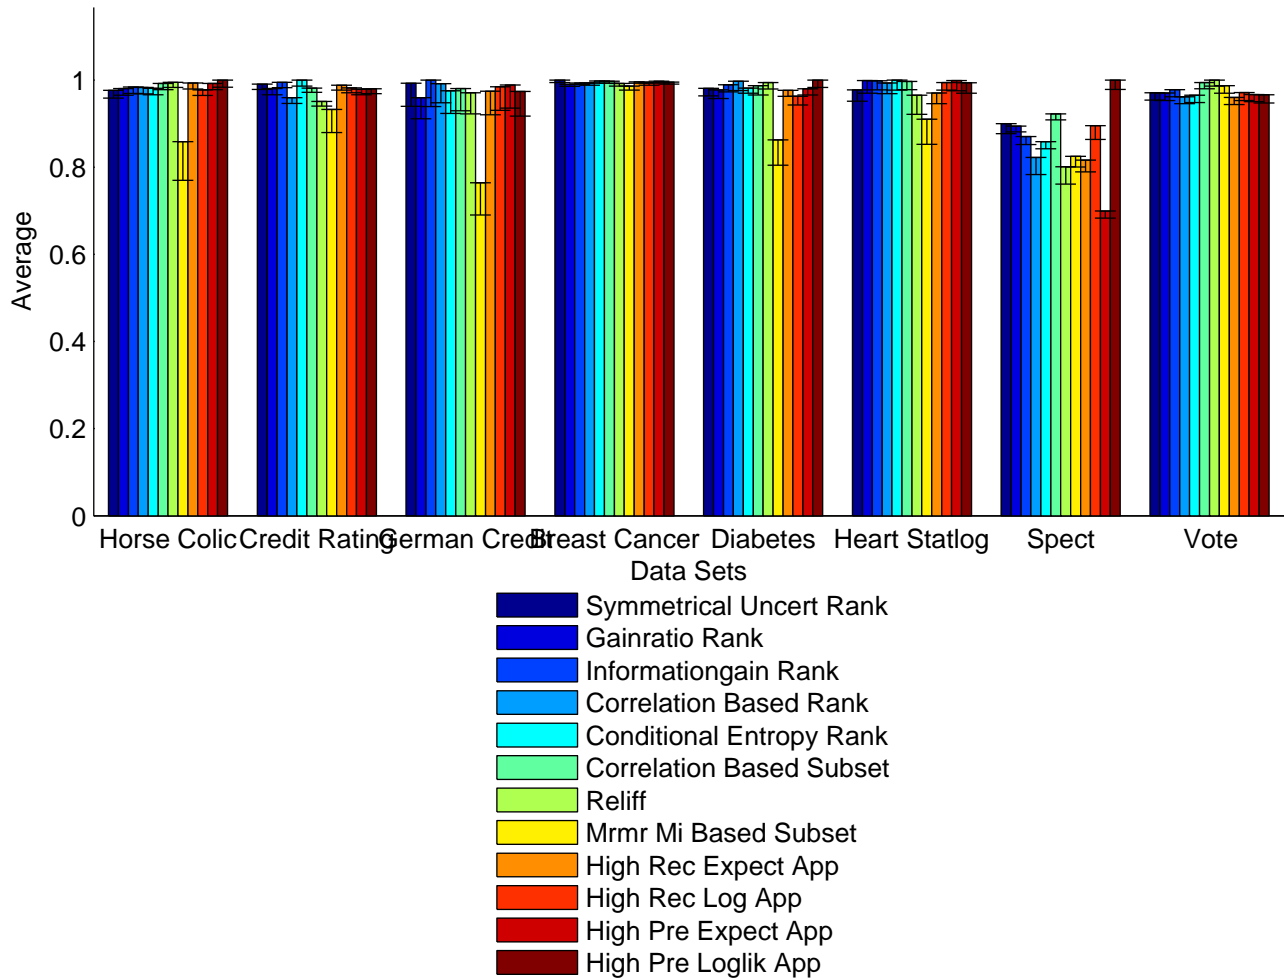 1
0.8
0.6
0.4
0.2
0
Average
Horse Colic Credit Rating German Credit Breast Cancer Diabetes Heart Statlog Spect Vote
Data Sets
Symmetrical Uncert Rank
Gainratio Rank
Informationgain Rank
Correlation Based Rank
Conditional Entropy Rank
Correlation Based Subset
Reliff
Mrmr Mi Based Subset
High Rec Expect App
High Rec Log App
High Pre Expect App
High Pre Loglik App